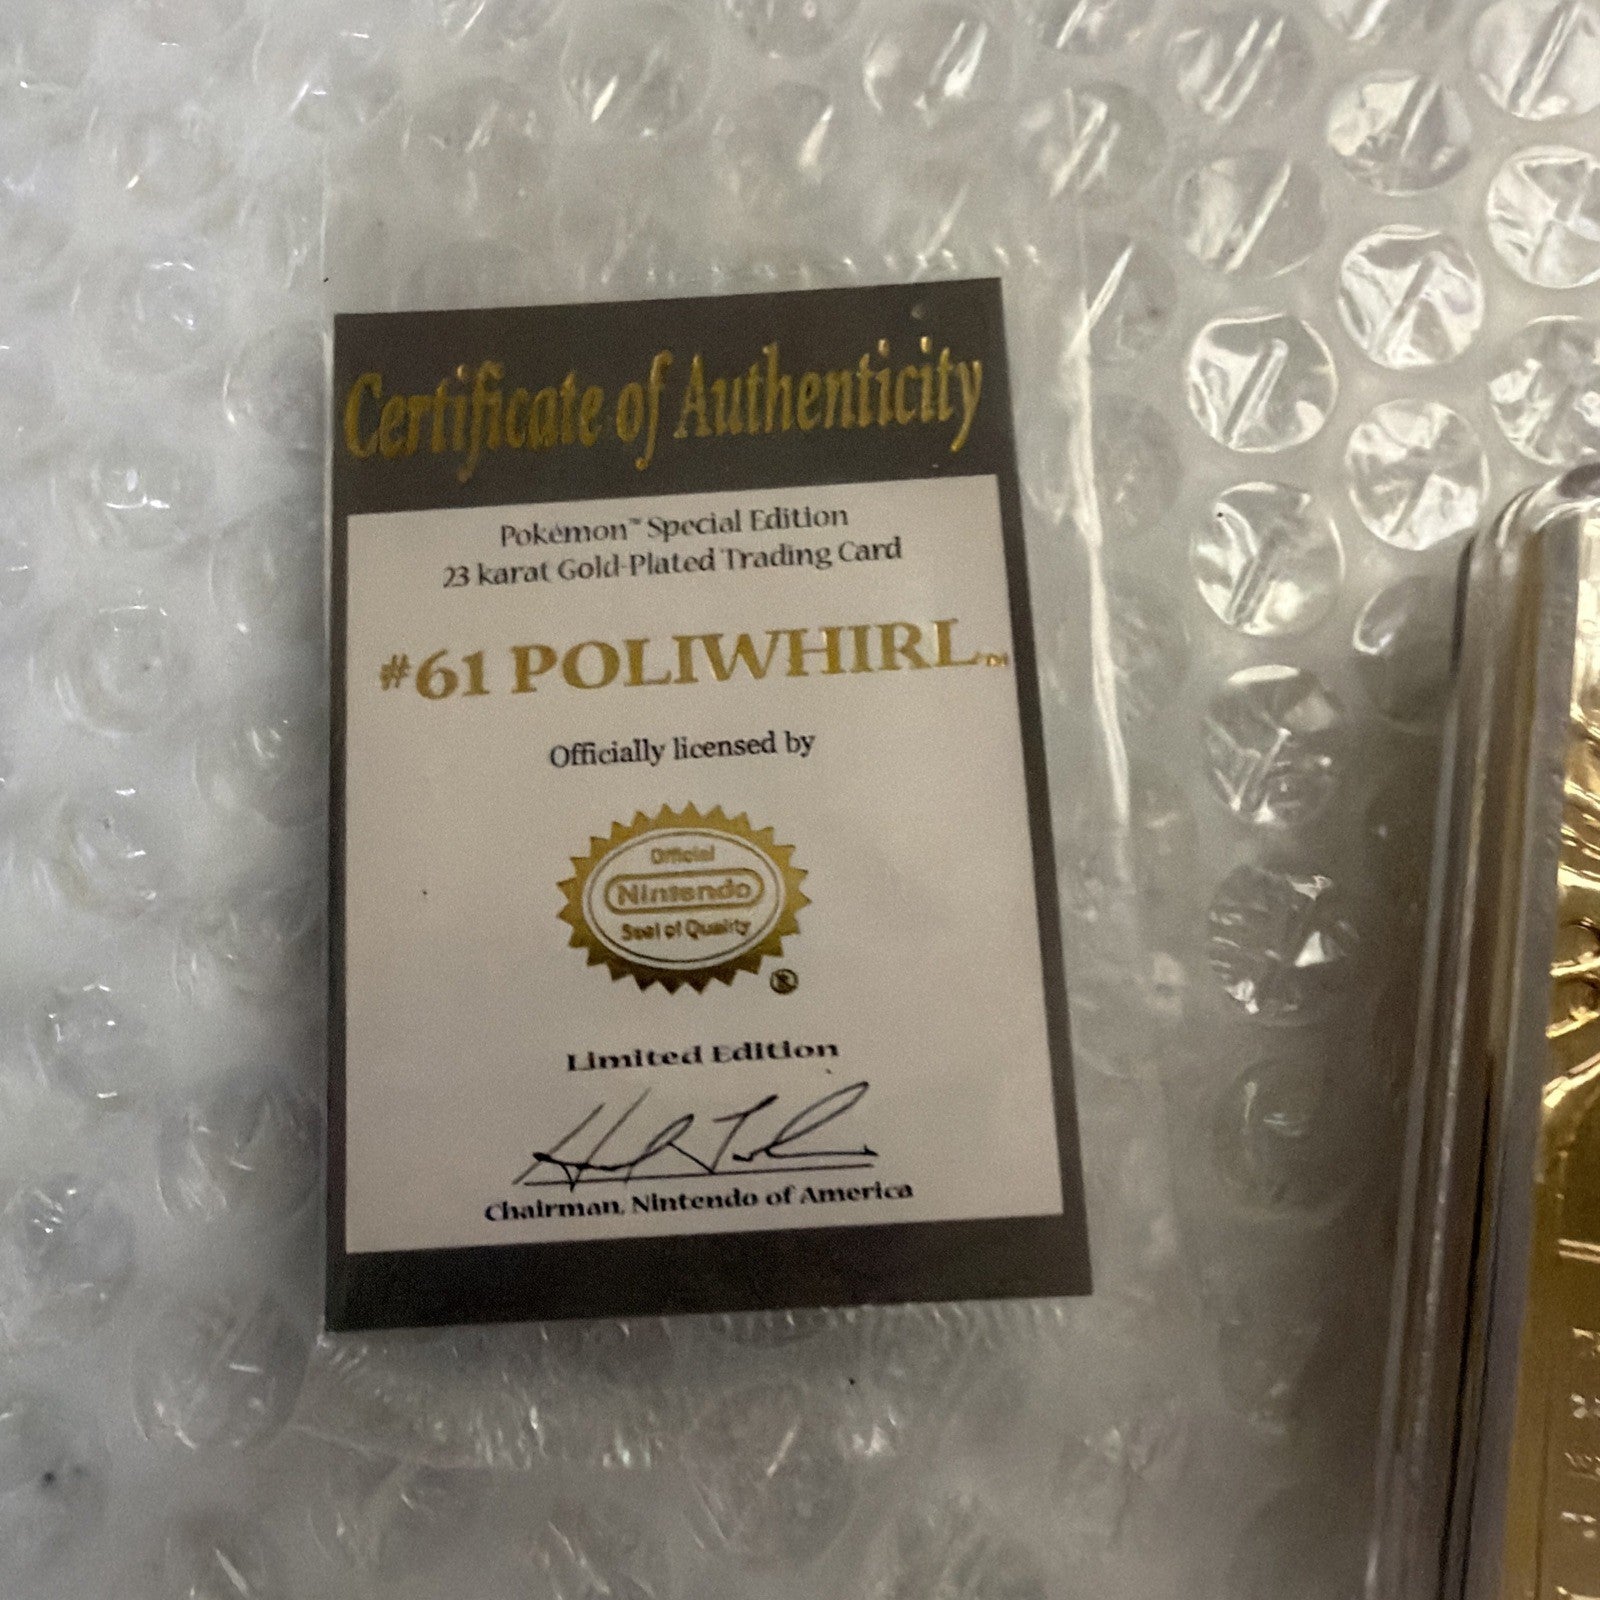 Certificate of Authenticity
Pokémon™ Special Edition
23 karat Gold-Plated Trading Card
#61 POLIWHIRL™
Officially licensed by
Official
Nintendo
Seal of Quality
®
Limited Edition
Chairman, Nintendo of America